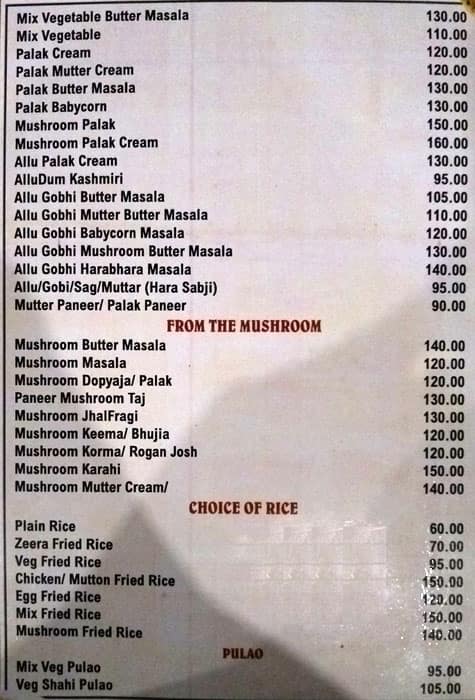 Mix Vegetable Butter Masala 130.00
Mix Vegetable 110.00
Palak Cream 120.00
Palak Mutter Cream 120.00
Palak Butter Masala 130.00
Palak Babycorn 130.00
Mushroom Palak 150.00
Mushroom Palak Cream 160.00
Allu Palak Cream 130.00
AlluDum Kashmiri 95.00
Allu Gobhi Butter Masala 105.00
Allu Gobhi Mutter Butter Masala 110.00
Allu Gobhi Babycorn Masala 120.00
Allu Gobhi Mushroom Butter Masala 130.00
Allu Gobhi Harabhara Masala 140.00
Allu/Gobi/Sag/Muttar (Hara Sabji) 95.00
Mutter Paneer/ Palak Paneer 90.00
FROM THE MUSHROOM
Mushroom Butter Masala 140.00
Mushroom Masala 120.00
Mushroom Dopyaja/ Palak 120.00
Paneer Mushroom Taj 130.00
Mushroom JhalFragi 130.00
Mushroom Keema/ Bhujia 120.00
Mushroom Korma/ Rogan Josh 120.00
Mushroom Karahi 150.00
Mushroom Mutter Cream/ 140.00
CHOICE OF RICE
Plain Rice 60.00
Zeera Fried Rice 70.00
Veg Fried Rice 95.00
Chicken/ Mutton Fried Rice 150.00
Egg Fried Rice 120.00
Mix Fried Rice 150.00
Mushroom Fried Rice 140.00
PULAO
Mix Veg Pulao 95.00
Veg Shahi Pulao 105.00